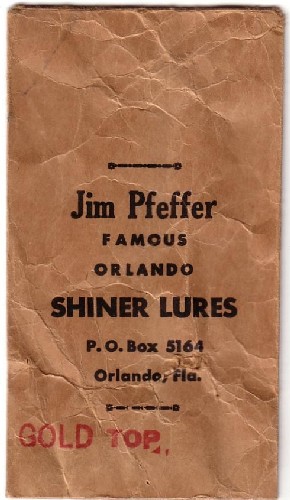 Jim Pfeffer
FAMOUS
ORLANDO
SHINER LURES
P.O. Box 5164
Orlando, Fla.
GOLD TOP.,